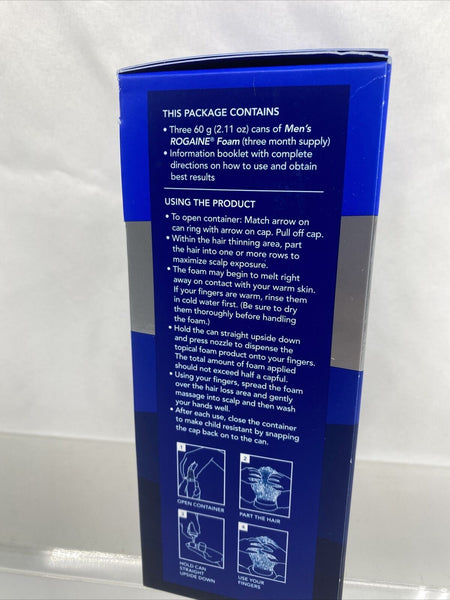 THIS PACKAGE CONTAINS
• Three 60 g (2.11 oz) cans of Men's
ROGAINE® Foam (three month supply)
• Information booklet with complete
directions on how to use and obtain
best results
USING THE PRODUCT
• To open container: Match arrow on
can ring with arrow on cap. Pull off cap.
• Within the hair thinning area, part
the hair into one or more rows to
maximize scalp exposure.
• The foam may begin to melt right
away on contact with your warm skin.
If your fingers are warm, rinse them
in cold water first. (Be sure to dry
them thoroughly before handling
the foam.)
• Hold the can straight upside down
and press nozzle to dispense the
topical foam product onto your fingers.
The total amount of foam applied
should not exceed half a capful.
• Using your fingers, spread the foam
over the hair loss area and gently
massage into scalp and then wash
your hands well.
• After each use, close the container
to make child resistant by snapping
the cap back on to the can.
1
OPEN CONTAINER
2
PART THE HAIR
3
HOLD CAN
STRAIGHT
UPSIDE DOWN
4
USE YOUR
FINGERS